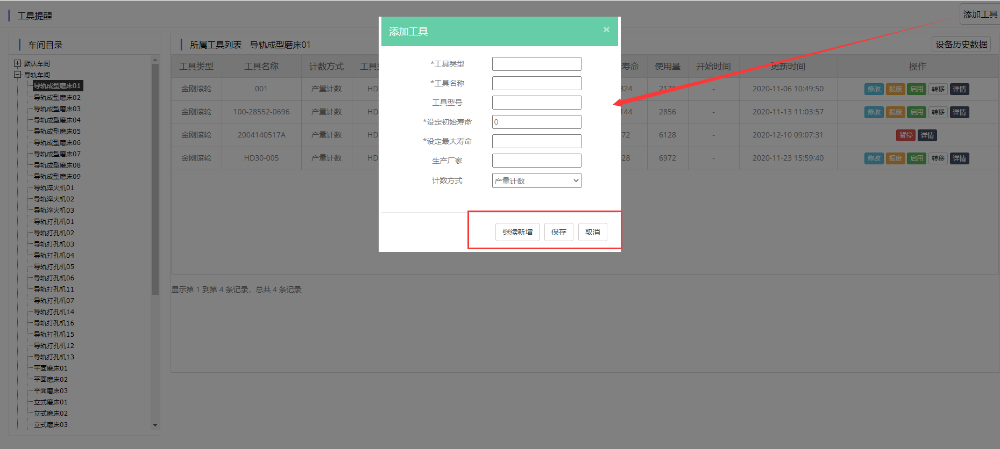 工具提醒
添加工具
车间目录
默认车间
导轨车间
导轨成型磨床01
导轨成型磨床02
导轨成型磨床03
导轨成型磨床04
导轨成型磨床05
导轨成型磨床06
导轨成型磨床07
导轨成型磨床08
导轨成型磨床09
导轨淬火机01
导轨淬火机02
导轨淬火机03
导轨打孔机01
导轨打孔机02
导轨打孔机03
导轨打孔机04
导轨打孔机05
导轨打孔机06
导轨打孔机11
导轨打孔机07
导轨打孔机14
导轨打孔机16
导轨打孔机15
导轨打孔机12
导轨打孔机13
平面磨床01
平面磨床02
平面磨床03
立式磨床01
立式磨床02
立式磨床03
所属工具列表 导轨成型磨床01
设备历史数据
工具类型 工具名称 计数方式 工具 寿命 使用量 开始时间 更新时间 操作
金刚滚轮 001 产量计数 HD 324 - 2020-11-06 10:49:50 修改 报废 启用 转移 详情
金刚滚轮 100-28552-0696 产量计数 HD 144 2856 - 2020-11-13 11:03:57 修改 报废 启用 转移 详情
金刚滚轮 2004140517A 产量计数 HD 72 6128 - 2020-12-10 09:07:31 暂停 详情
金刚滚轮 HD30-005 产量计数 HD 28 6972 - 2020-11-23 15:59:40 修改 报废 启用 转移 详情
显示第 1 到第 4 条记录，总共 4 条记录
添加工具 ×
*工具类型
*工具名称
工具型号
*设定初始寿命 0
*设定最大寿命
生产厂家
计数方式 产量计数
继续新增 保存 取消